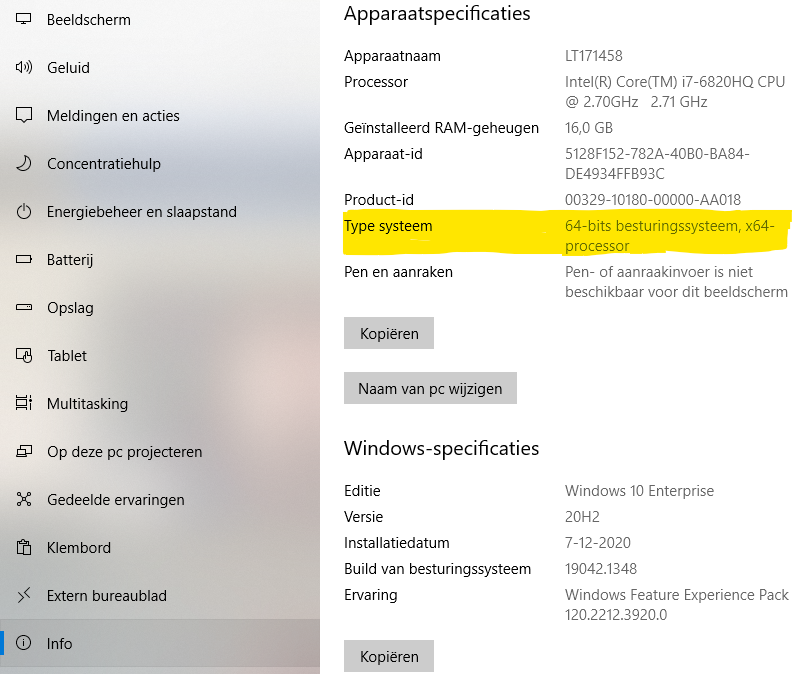 Beeldscherm
Geluid
Meldingen en acties
Concentratiehulp
Energiebeheer en slaapstand
Batterij
Opslag
Tablet
Multitasking
Op deze pc projecteren
Gedeelde ervaringen
Klembord
Extern bureaublad
Info
Apparaatspecificaties
Apparaatnaam LT171458
Processor Intel(R) Core(TM) i7-6820HQ CPU
@ 2.70GHz 2.71 GHz
Geïnstalleerd RAM-geheugen 16,0 GB
Apparaat-id 5128F152-782A-40B0-BA84-
DE4934FFB93C
Product-id 00329-10180-00000-AA018
Type systeem 64-bits besturingssysteem, x64-
processor
Pen en aanraken Pen- of aanraakinvoer is niet
beschikbaar voor dit beeldscherm
Kopiëren
Naam van pc wijzigen
Windows-specificaties
Editie Windows 10 Enterprise
Versie 20H2
Installatiedatum 7-12-2020
Build van besturingssysteem 19042.1348
Ervaring Windows Feature Experience Pack
120.2212.3920.0
Kopiëren